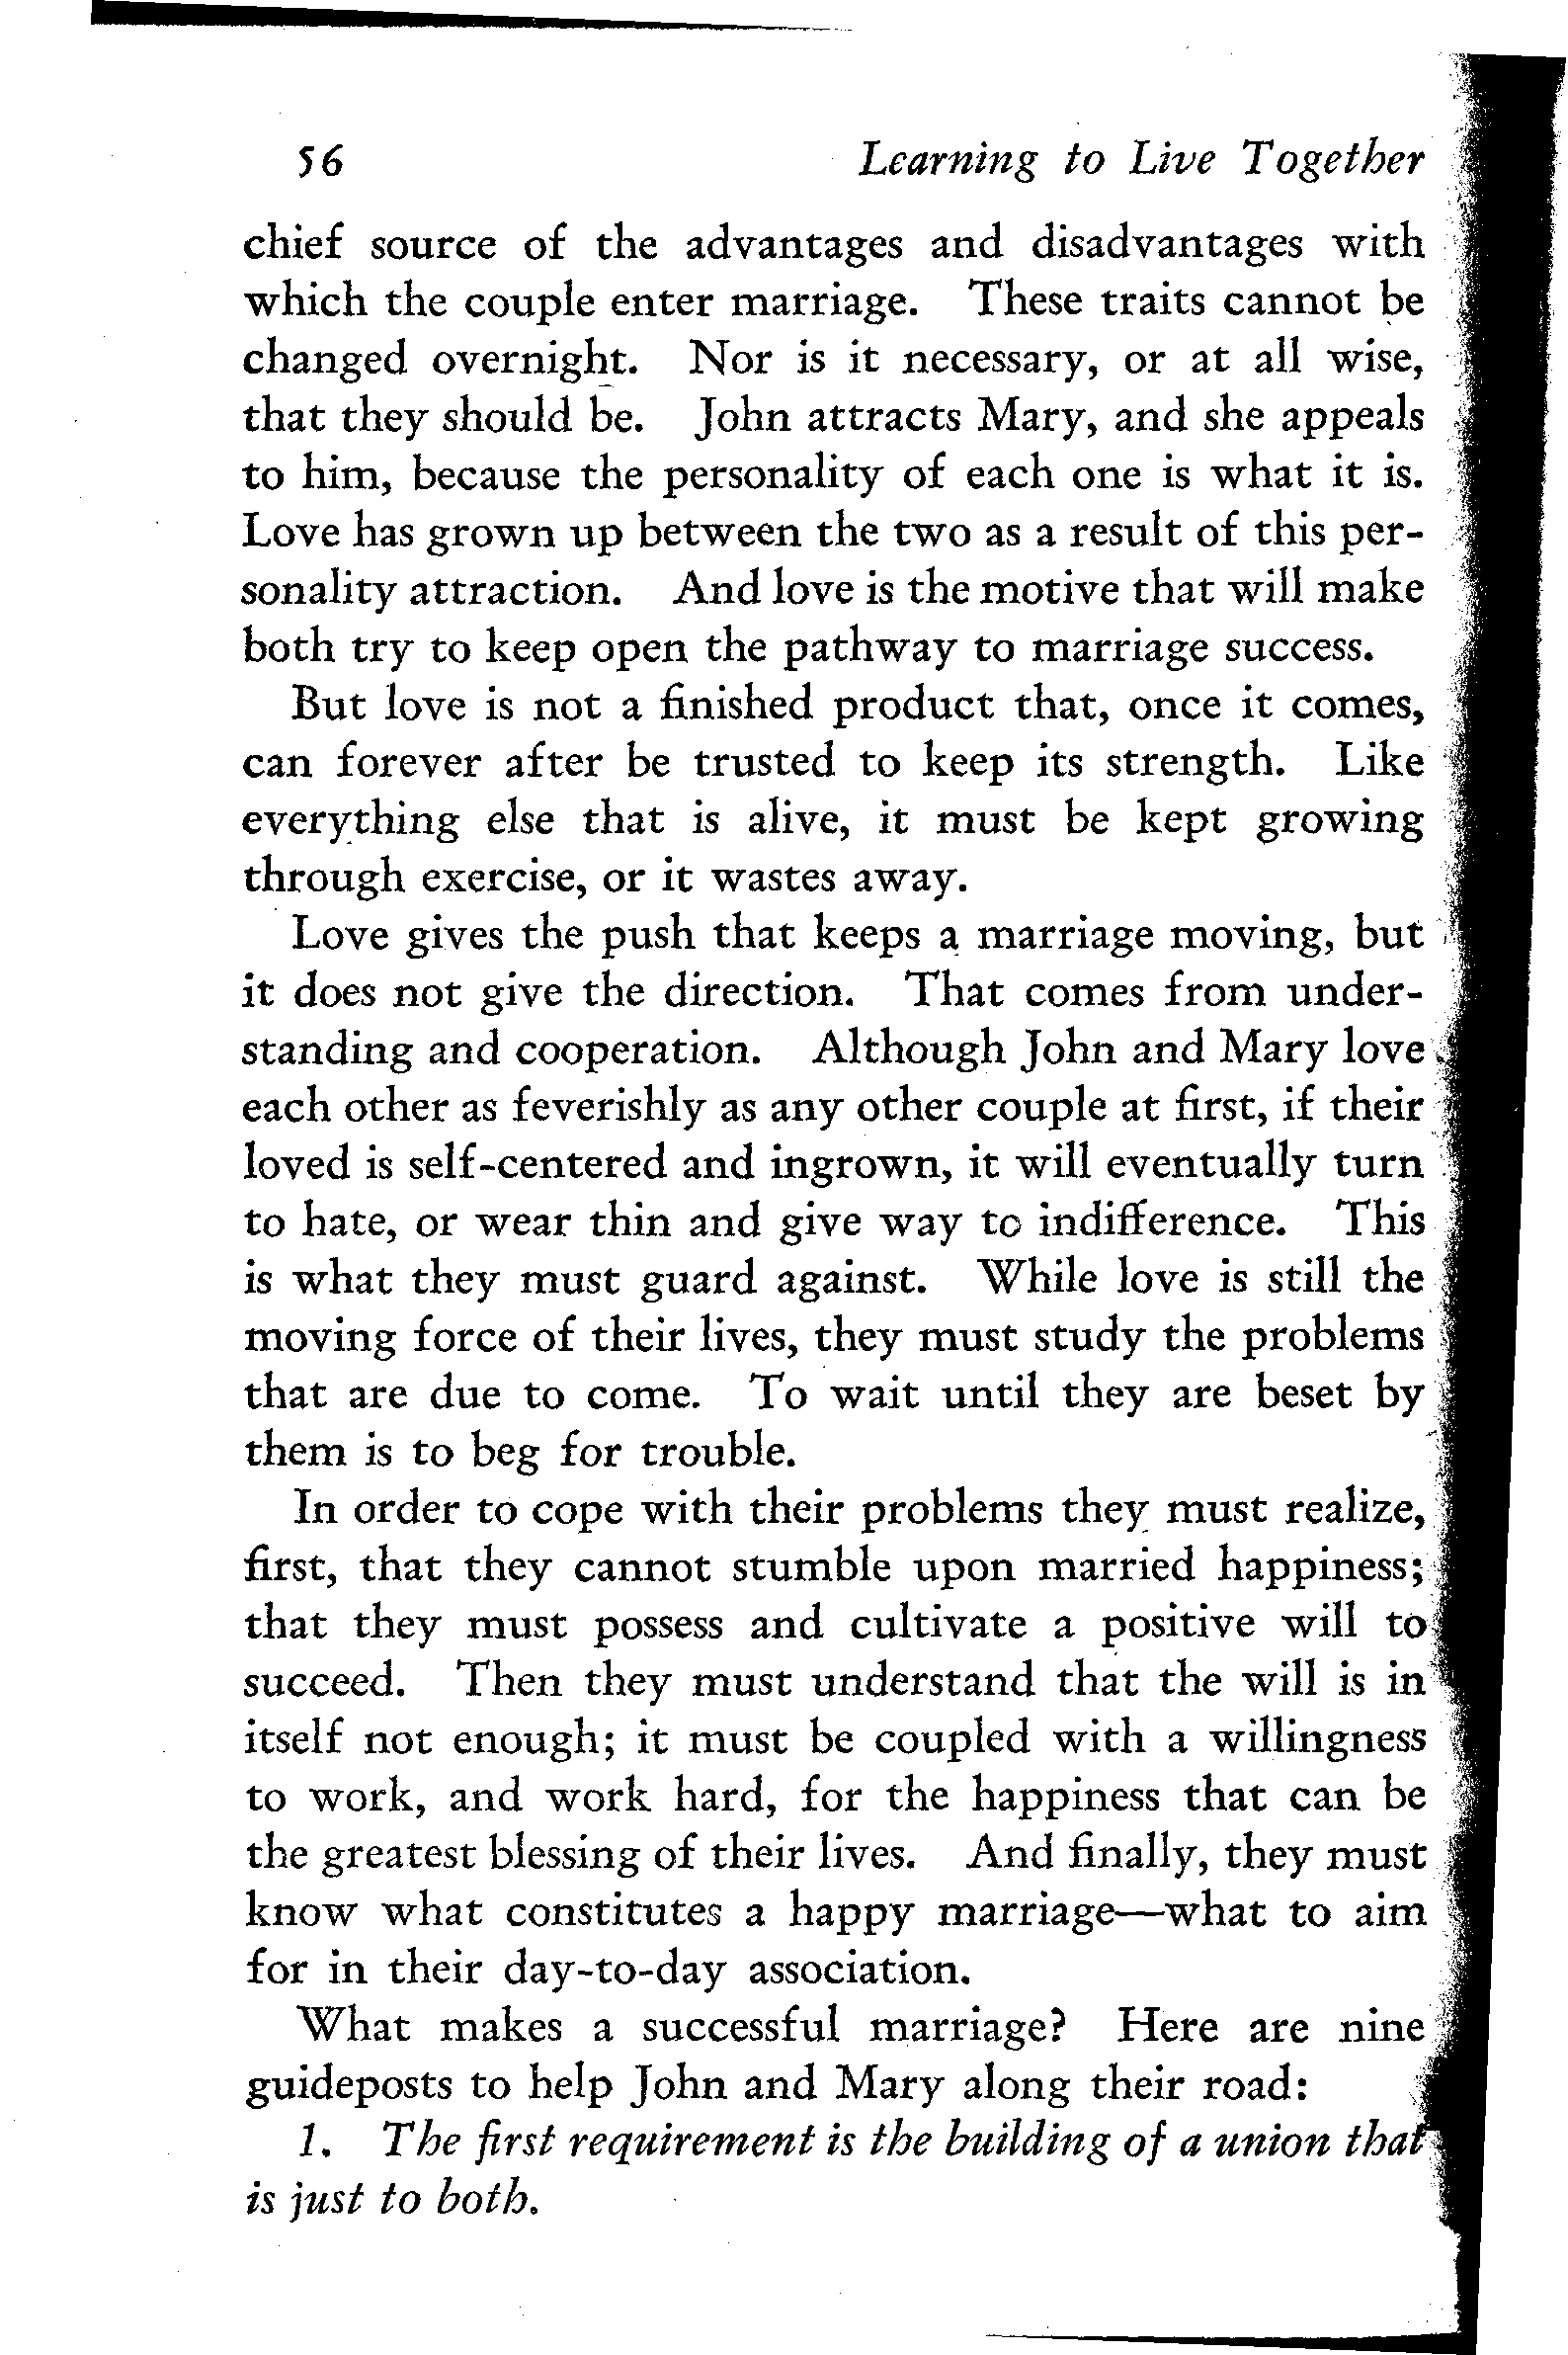 56 Learning to Live Together
chief source of the advantages and disadvantages with
which the couple enter marriage. These traits cannot be
changed overnight. Nor is it necessary, or at all wise,
that they should be. John attracts Mary, and she appeals
to him, because the personality of each one is what it is.
Love has grown up between the two as a result of this per-
sonality attraction. And love is the motive that will make
both try to keep open the pathway to marriage success.
But love is not a finished product that, once it comes,
can forever after be trusted to keep its strength. Like
everything else that is alive, it must be kept growing
through exercise, or it wastes away.
Love gives the push that keeps a marriage moving, but
it does not give the direction. That comes from under-
standing and cooperation. Although John and Mary love
each other as feverishly as any other couple at first, if their
loved is self-centered and ingrown, it will eventually turn
to hate, or wear thin and give way to indifference. This
is what they must guard against. While love is still the
moving force of their lives, they must study the problems
that are due to come. To wait until they are beset by
them is to beg for trouble.
In order to cope with their problems they must realize,
first, that they cannot stumble upon married happiness;
that they must possess and cultivate a positive will to
succeed. Then they must understand that the will is in
itself not enough; it must be coupled with a willingness
to work, and work hard, for the happiness that can be
the greatest blessing of their lives. And finally, they must
know what constitutes a happy marriage—what to aim
for in their day-to-day association.
What makes a successful marriage? Here are nine
guideposts to help John and Mary along their road:
1. The first requirement is the building of a union that
is just to both.